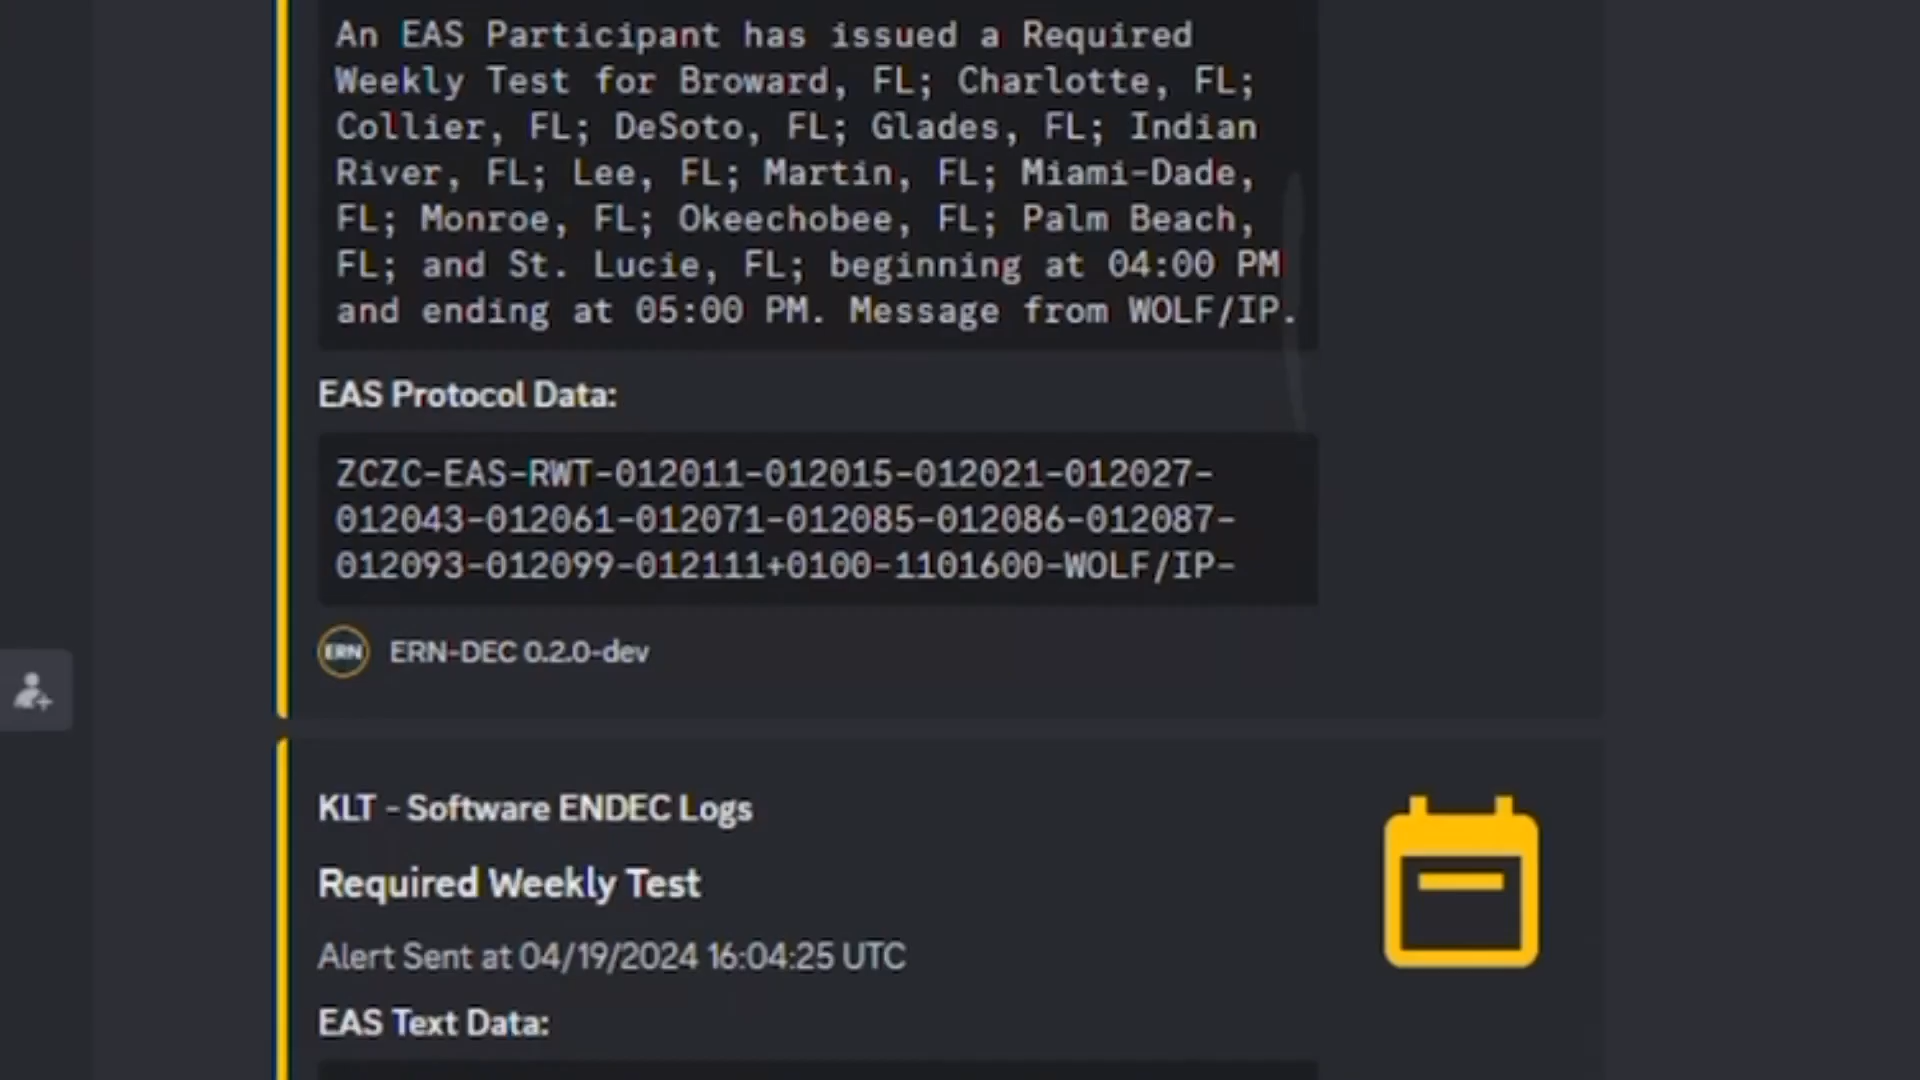 An EAS Participant has issued a Required
Weekly Test for Broward, FL; Charlotte, FL;
Collier, FL; DeSoto, FL; Glades, FL; Indian
River, FL; Lee, FL; Martin, FL; Miami-Dade,
FL; Monroe, FL; Okeechobee, FL; Palm Beach,
FL; and St. Lucie, FL; beginning at 04:00 PM
and ending at 05:00 PM. Message from WOLF/IP.
EAS Protocol Data:
ZCZC-EAS-RWT-012011-012015-012021-012027-
012043-012061-012071-012085-012086-012087-
012093-012099-012111+0100-1101600-WOLF/IP-
ERN ERN-DEC 0.2.0-dev
KLT - Software ENDEC Logs
Required Weekly Test
Alert Sent at 04/19/2024 16:04:25 UTC
EAS Text Data: